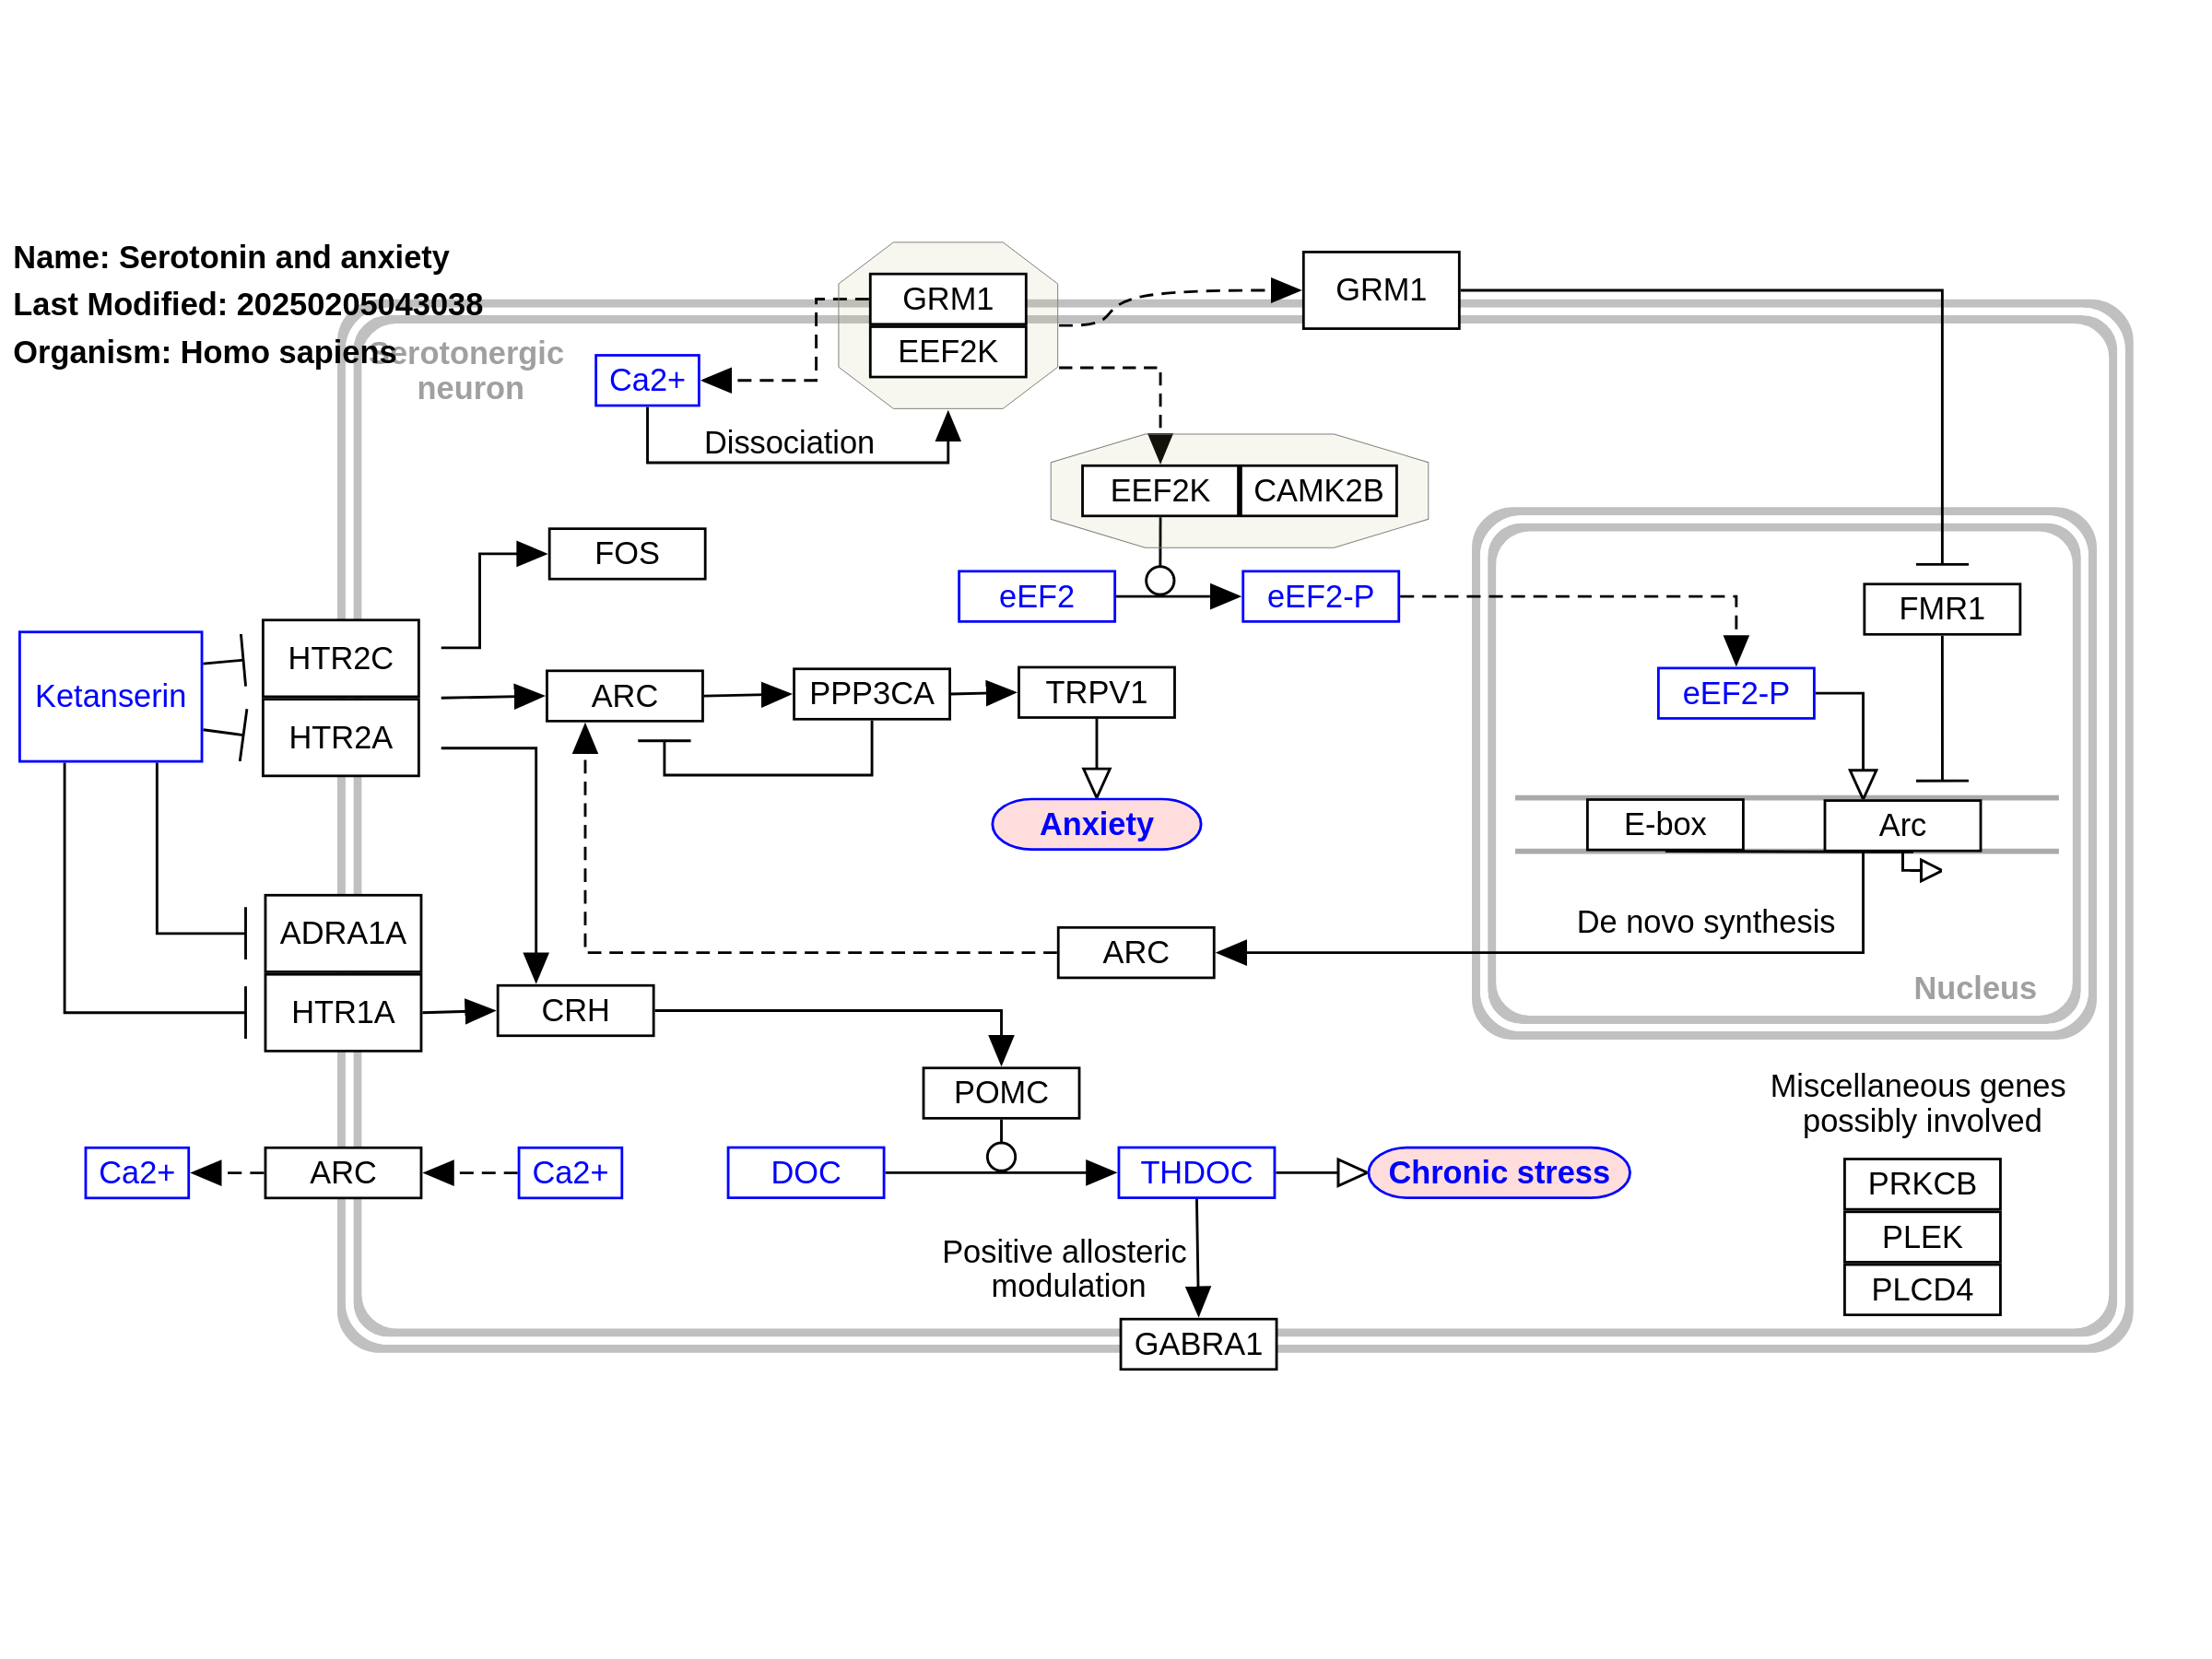 Name: Serotonin and anxiety
Last Modified: 20250205043038
Organism: Homo sapiens
Serotonergic
neuron
GRM1
EEF2K
GRM1
Ca2+
Dissociation
EEF2K
CAMK2B
FOS
eEF2
eEF2-P
FMR1
Ketanserin
HTR2C
HTR2A
ARC
PPP3CA
TRPV1
eEF2-P
Anxiety
E-box
Arc
ADRA1A
HTR1A
De novo synthesis
ARC
CRH
Nucleus
POMC
Miscellaneous genes
possibly involved
Ca2+
ARC
Ca2+
DOC
THDOC
Chronic stress
PRKCB
PLEK
PLCD4
Positive allosteric
modulation
GABRA1